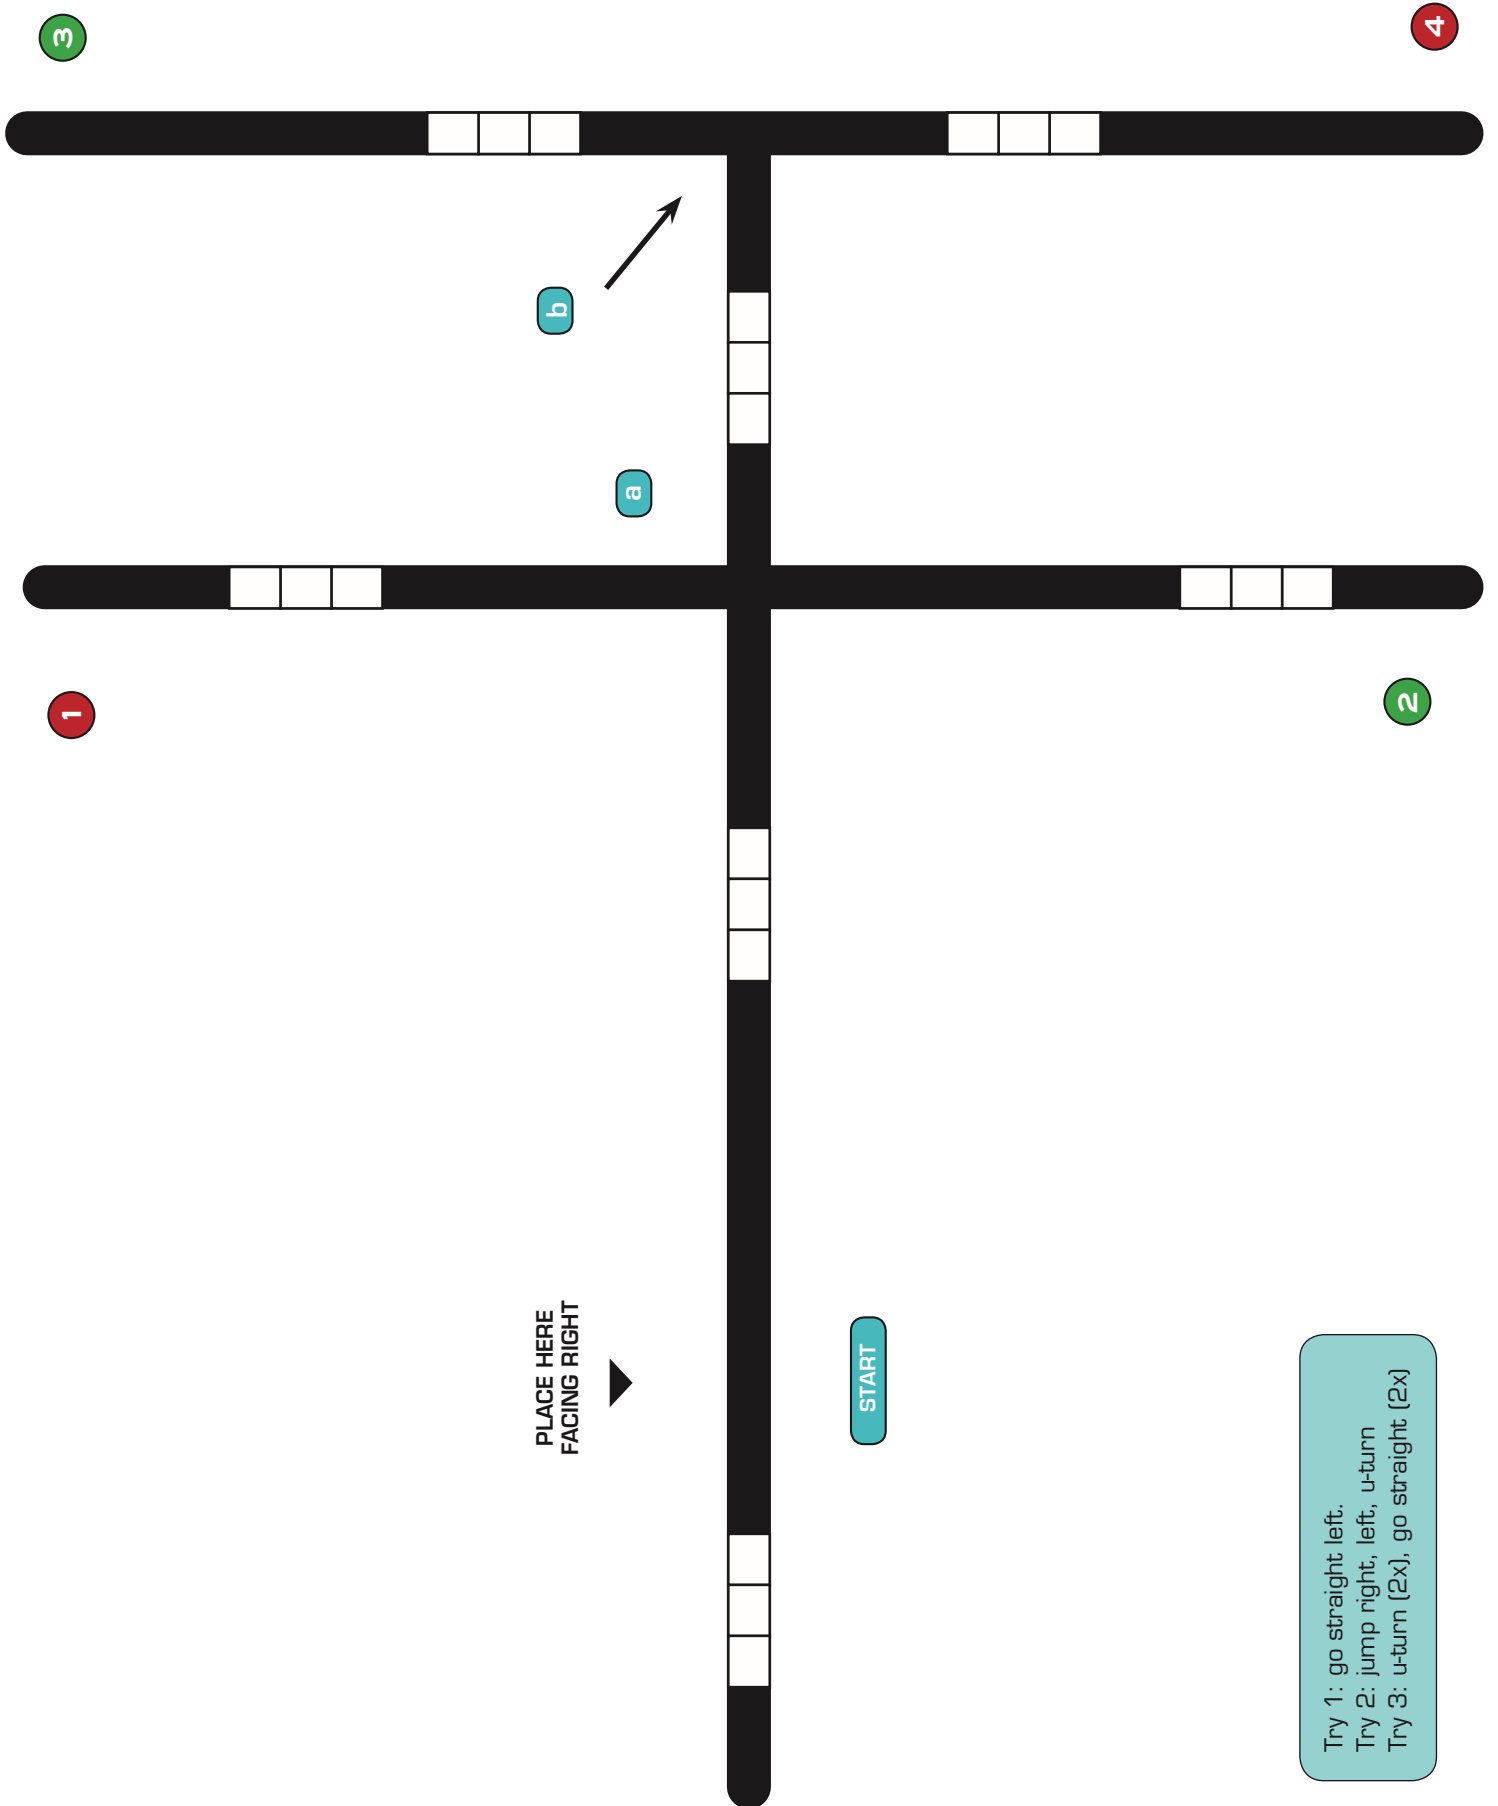 1
3
PLACE HERE
FACING RIGHT
b
a
START
Try 1: go straight left.
Try 2: jump right, left, u-turn
Try 3: u-turn (2x), go straight (2x)
2
4